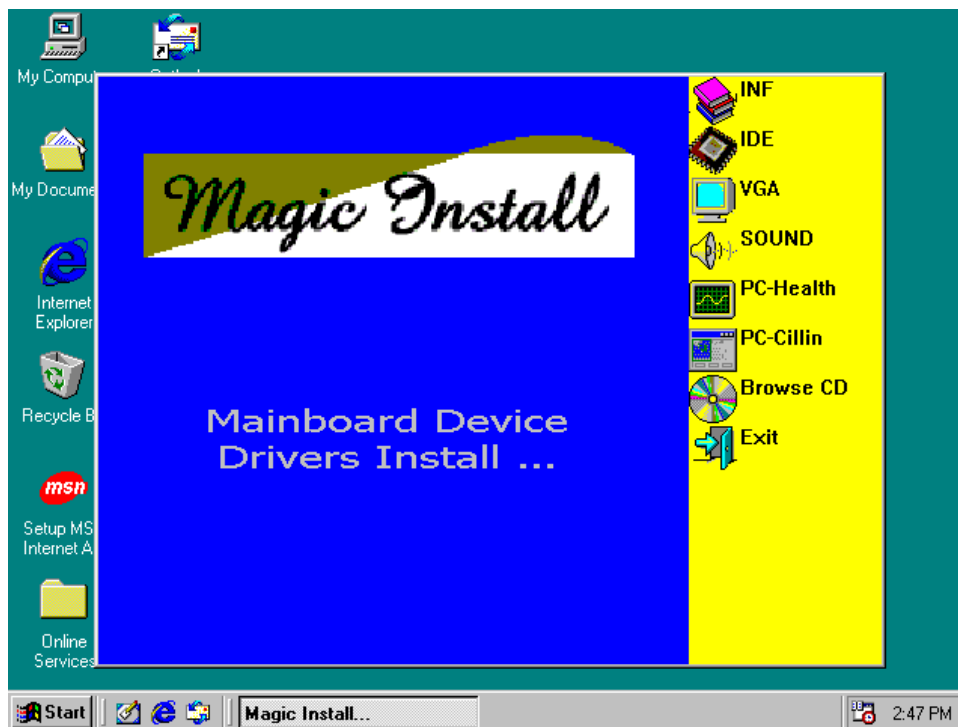 My Compu
My Docume
Internet
Explorer
Recycle B
msn
Setup MS
Internet A
Online
Services
Magic Install
Mainboard Device
Drivers Install ...
INF
IDE
VGA
SOUND
PC-Health
PC-Cillin
Browse CD
Exit
Start
Magic Install...
2:47 PM